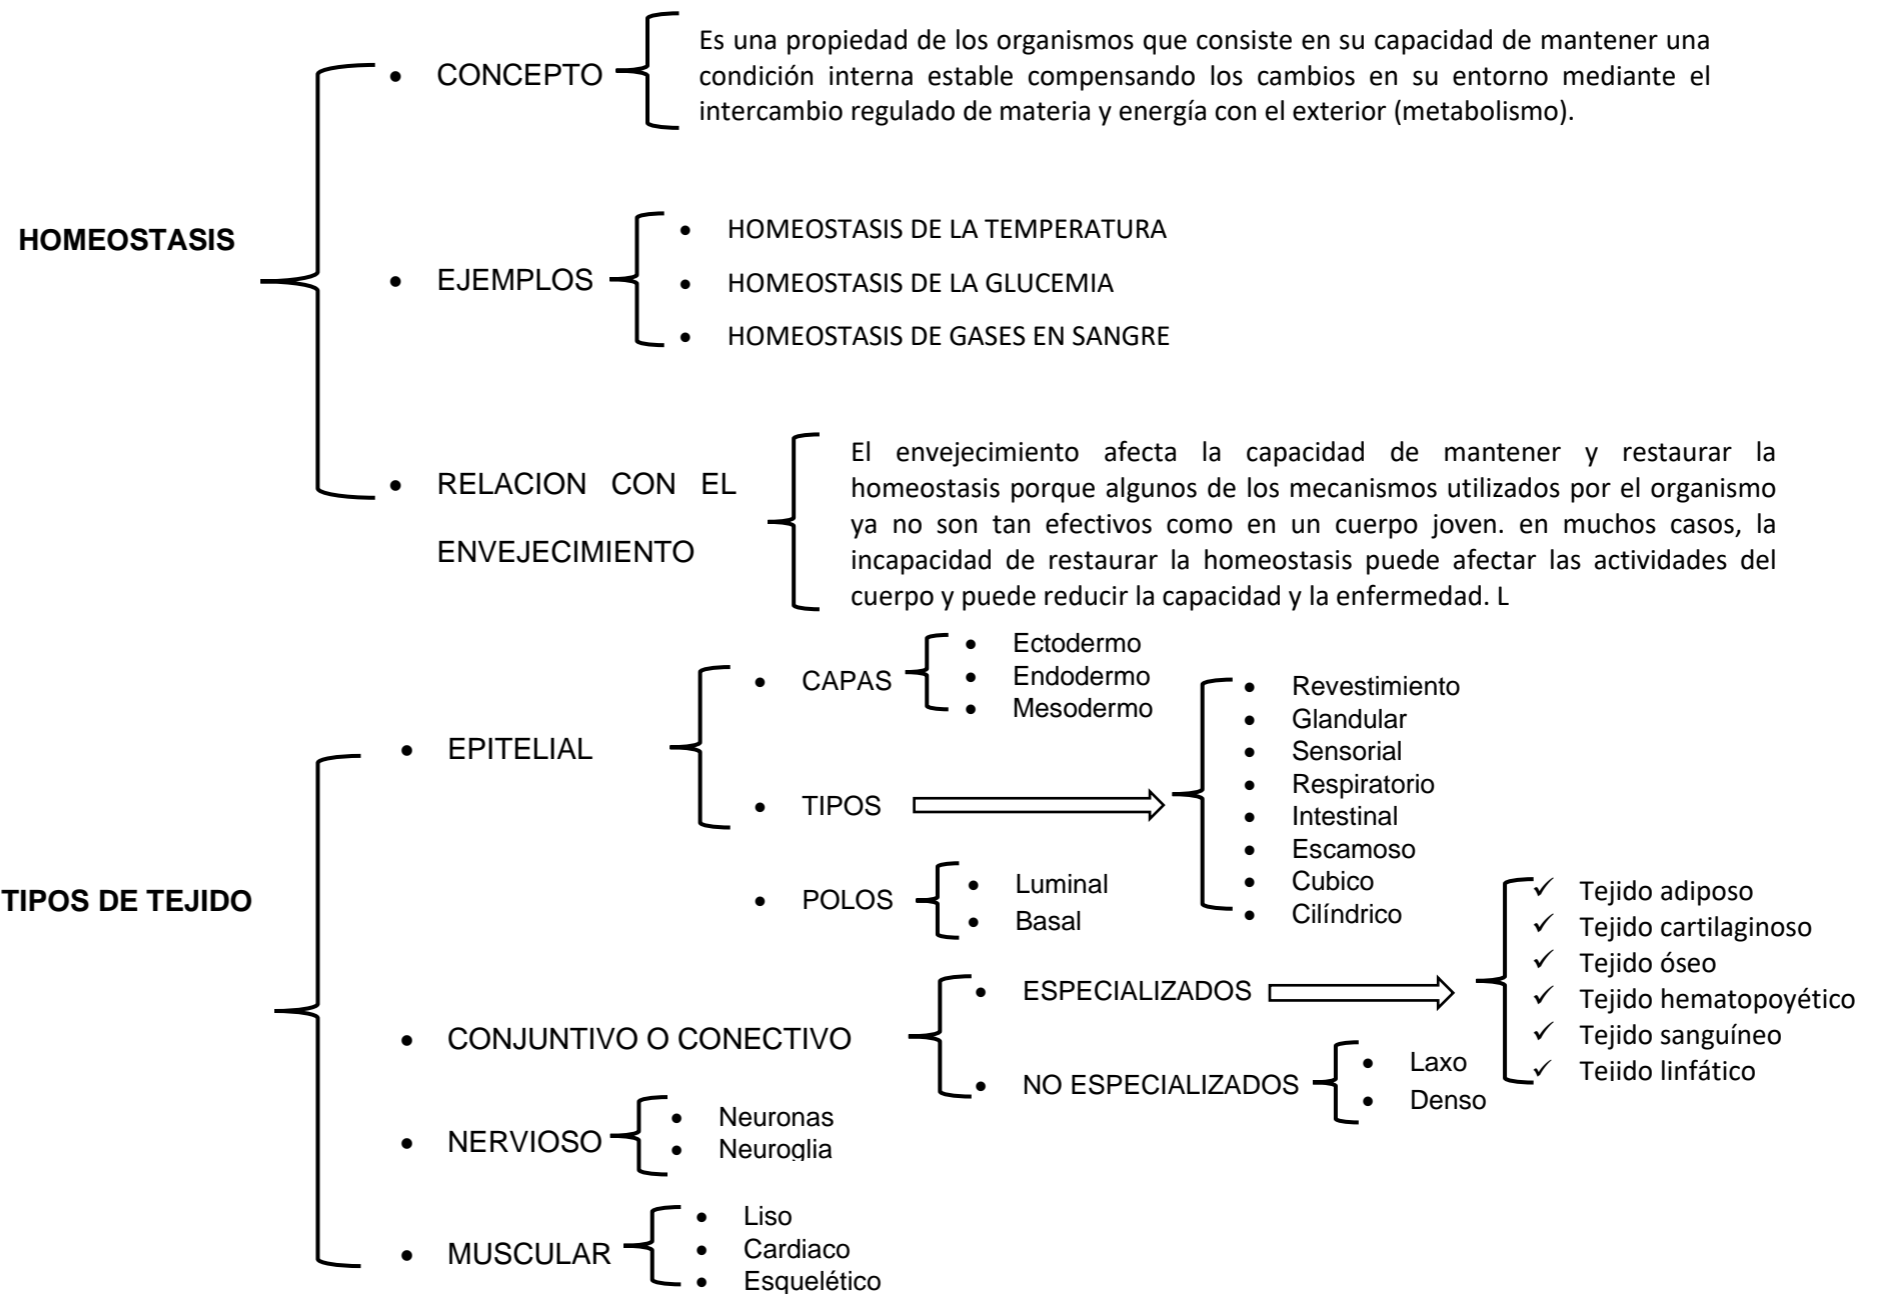 HOMEOSTASIS
• CONCEPTO
Es una propiedad de los organismos que consiste en su capacidad de mantener una
condición interna estable compensando los cambios en su entorno mediante el
intercambio regulado de materia y energía con el exterior (metabolismo).
• EJEMPLOS
• HOMEOSTASIS DE LA TEMPERATURA
• HOMEOSTASIS DE LA GLUCEMIA
• HOMEOSTASIS DE GASES EN SANGRE
• RELACION CON EL
ENVEJECIMIENTO
El envejecimiento afecta la capacidad de mantener y restaurar la
homeostasis porque algunos de los mecanismos utilizados por el organismo
ya no son tan efectivos como en un cuerpo joven. en muchos casos, la
incapacidad de restaurar la homeostasis puede afectar las actividades del
cuerpo y puede reducir la capacidad y la enfermedad. L
TIPOS DE TEJIDO
• EPITELIAL
• CAPAS
• Ectodermo
• Endodermo
• Mesodermo
• TIPOS
• Revestimiento
• Glandular
• Sensorial
• Respiratorio
• Intestinal
• Escamoso
• Cubico
• Cilíndrico
• POLOS
• Luminal
• Basal
• CONJUNTIVO O CONECTIVO
• ESPECIALIZADOS
✓ Tejido adiposo
✓ Tejido cartilaginoso
✓ Tejido óseo
✓ Tejido hematopoyético
✓ Tejido sanguíneo
✓ Tejido linfático
• NO ESPECIALIZADOS
• Laxo
• Denso
• NERVIOSO
• Neuronas
• Neuroglia
• MUSCULAR
• Liso
• Cardiaco
• Esquelético